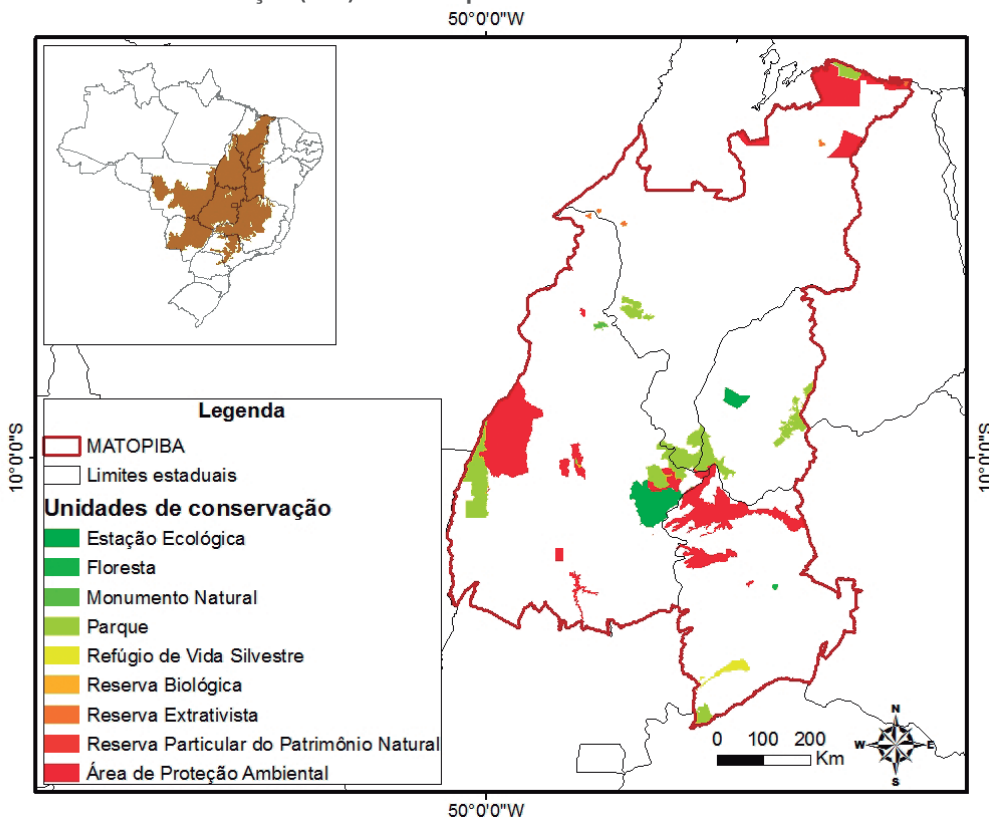 50°0'0"W
Legenda
MATOPIBA
Limites estaduais
Unidades de conservação
Estação Ecológica
Floresta
Monumento Natural
Parque
Refúgio de Vida Silvestre
Reserva Biológica
Reserva Extrativista
Reserva Particular do Patrimônio Natural
Área de Proteção Ambiental
10°0'0"S
10°0'0"S
0 100 200
Km
N
W E
S
50°0'0"W